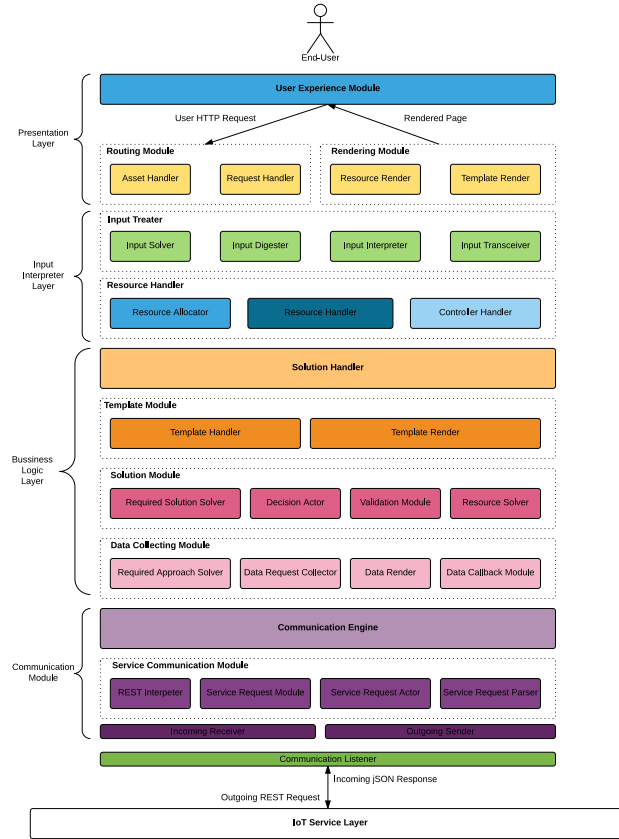 End-User
User Experience Module
User HTTP Request
Rendered Page
Presentation
Layer
Routing Module
Rendering Module
Asset Handler
Request Handler
Resource Render
Template Render
Input Treater
Input Solver
Input Digester
Input Interpreter
Input Transceiver
Input
Interpreter
Layer
Resource Handler
Resource Allocator
Resource Handler
Controller Handler
Solution Handler
Template Module
Template Handler
Template Render
Bussiness
Logic
Layer
Solution Module
Required Solution Solver
Decision Actor
Validation Module
Resource Solver
Data Collecting Module
Required Approach Solver
Data Request Collector
Data Render
Data Callback Module
Communication Engine
Communication
Module
Service Communication Module
REST Interpeter
Service Request Module
Service Request Actor
Service Request Parser
Incoming Receiver
Outgoing Sender
Communication Listener
Incoming jSON Response
Outgoing REST Request
IoT Service Layer